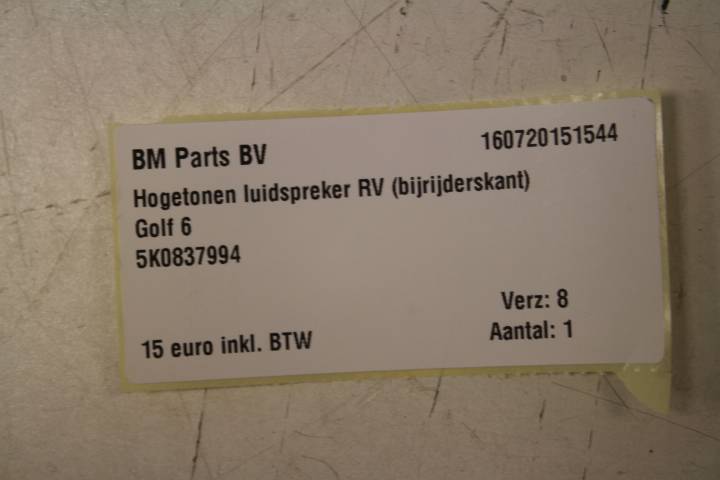 BM Parts BV 160720151544
Hogetonen luidspreker RV (bijrijderskant)
Golf 6
5K0837994
Verz: 8
15 euro inkl. BTW Aantal: 1